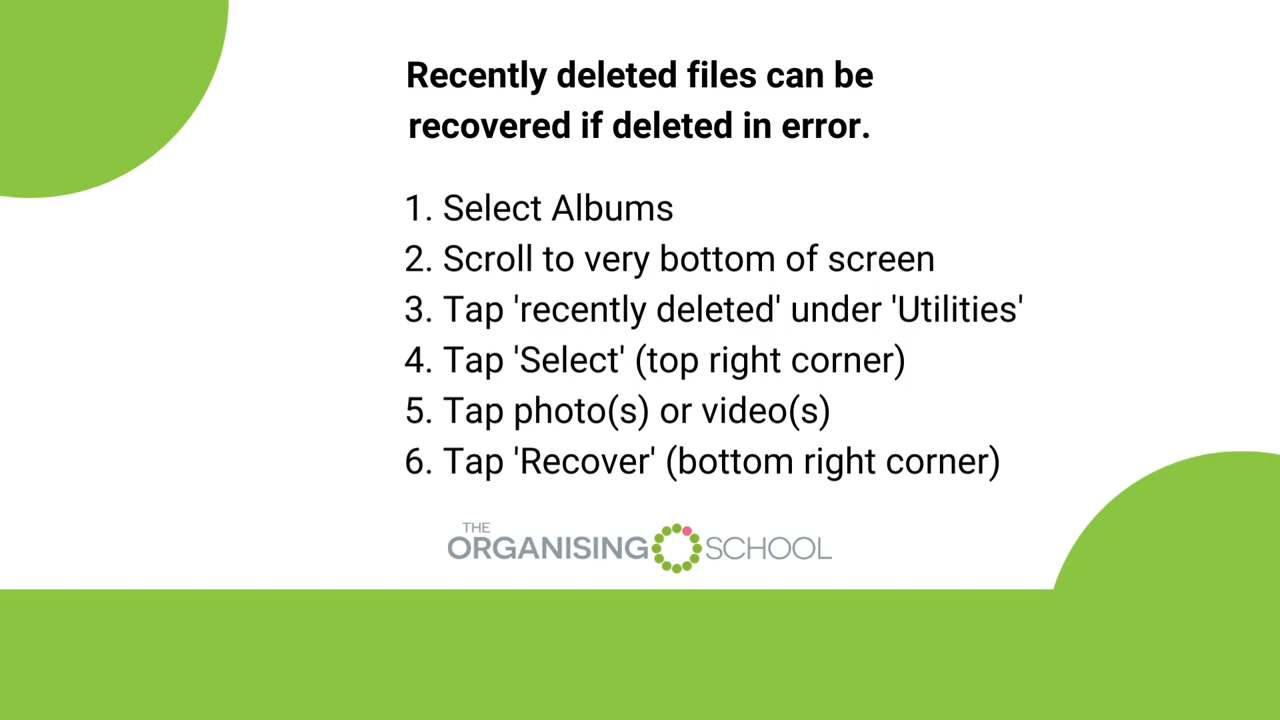 Recently deleted files can be
recovered if deleted in error.
1. Select Albums
2. Scroll to very bottom of screen
3. Tap 'recently deleted' under 'Utilities'
4. Tap 'Select' (top right corner)
5. Tap photo(s) or video(s)
6. Tap 'Recover' (bottom right corner)
THE
ORGANISING SCHOOL